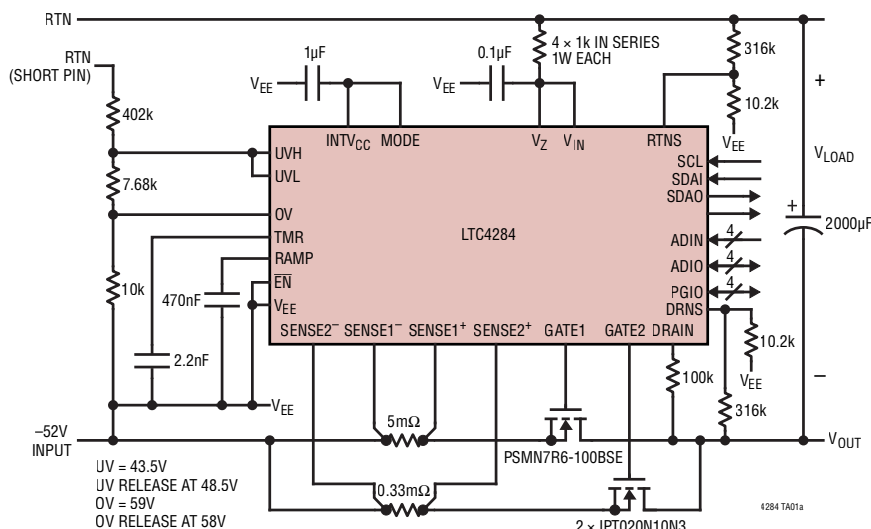 RTN
RTN
(SHORT PIN)
1µF
VEE
0.1µF
VEE
4 × 1k IN SERIES
1W EACH
316k
10.2k
VEE
+
VLOAD
–
402k
7.68k
10k
INTVCC
MODE
VZ
VIN
RTNS
UVH
UVL
OV
TMR
RAMP
EN
VEE
LTC4284
SCL
SDAI
SDAO
ADIN
4
ADIO
4
PGIO
4
DRNS
+
2000µF
SENSE2–
SENSE1–
SENSE1+
SENSE2+
GATE1
GATE2
DRAIN
470nF
2.2nF
VEE
10.2k
VEE
100k
316k
–52V
INPUT
5mΩ
PSMN7R6-100BSE
VOUT
UV = 43.5V
UV RELEASE AT 48.5V
OV = 59V
OV RELEASE AT 58V
0.33mΩ
2 × IPT020N10N3
4284 TA01a